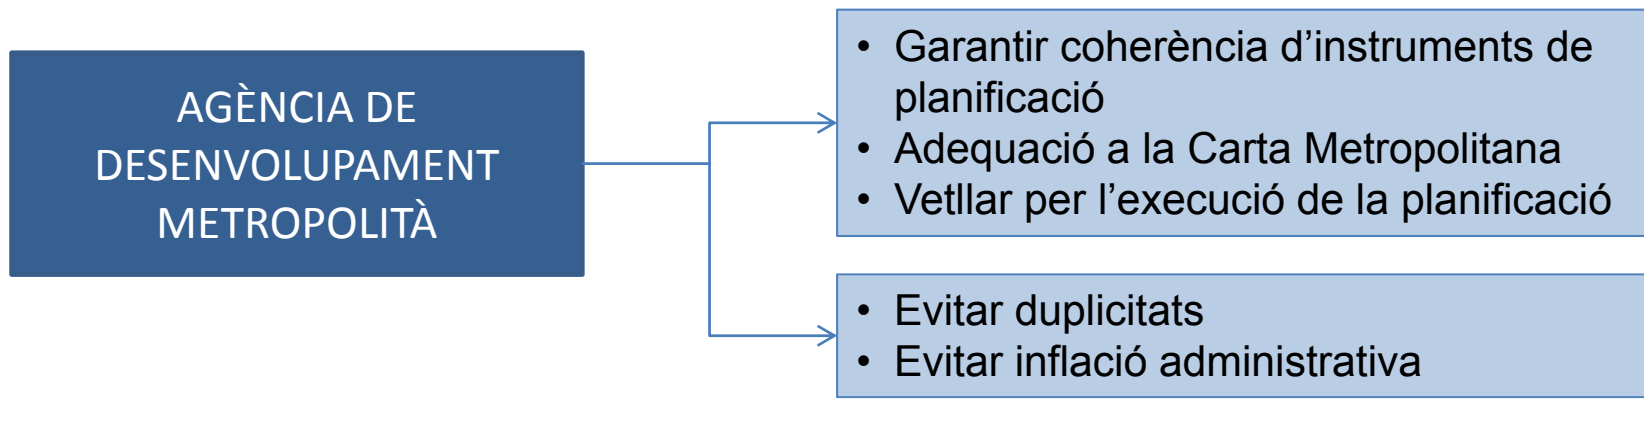 AGÈNCIA DE
DESENVOLUPAMENT
METROPOLITÀ
• Garantir coherència d’instruments de
planificació
• Adequació a la Carta Metropolitana
• Vetllar per l’execució de la planificació
• Evitar duplicitats
• Evitar inflació administrativa